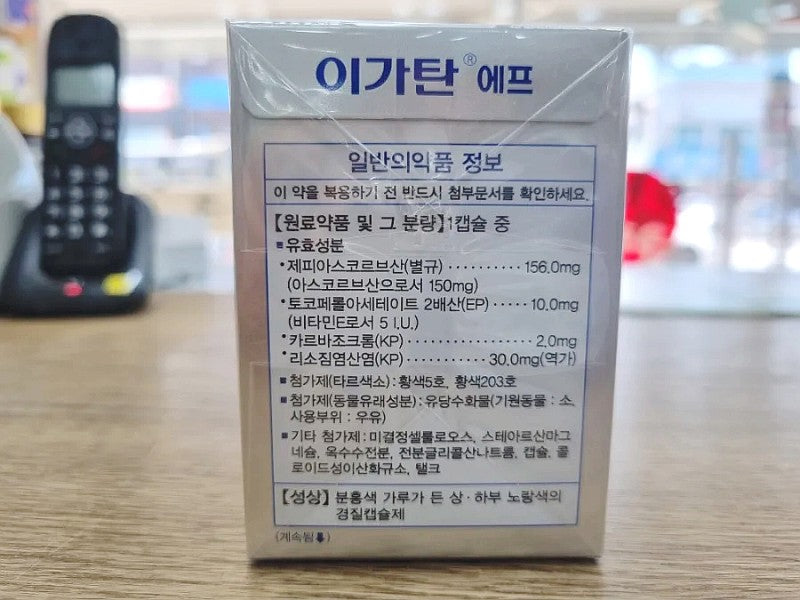 이가탄® 에프
일반의약품 정보
이 약을 복용하기 전 반드시 첨부문서를 확인하세요.
【원료약품 및 그 분량】1캡슐 중
■유효성분
•제피아스코르브산(별규) ·········· 156.0mg
(아스코르브산으로서 150mg)
•토코페롤아세테이트 2배산(EP) ····· 10.0mg
(비타민E로서 5 I.U.)
•카르바조크롬(KP) ················ 2.0mg
•리소짐염산염(KP) ··········· 30.0mg(역가)
■첨가제(타르색소) : 황색5호, 황색203호
■첨가제(동물유래성분) : 유당수화물(기원동물 : 소,
사용부위 : 우유)
■기타 첨가제 : 미결정셀룰로오스, 스테아르산마그
네슘, 옥수수전분, 전분글리콜산나트륨, 캡슐, 콜
로이드성이산화규소, 탤크
【성상】 분홍색 가루가 든 상·하부 노랑색의
경질캡슐제
(계속됨⬇)